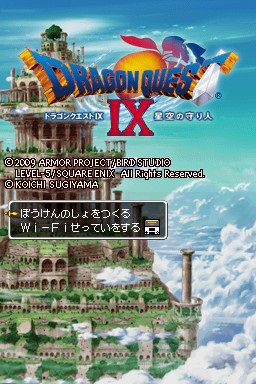 DRAGON QUEST
ドラゴンクエストIX
IX
星空の守り人
© 2009 ARMOR PROJECT/BIRD STUDIO
LEVEL-5/SQUARE ENIX All Rights Reserved.
© KOICHI SUGIYAMA
ぼうけんのしょをつくる
Wi-Fiせっていをする